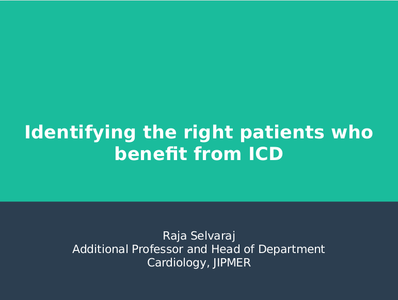 Identifying the right patients who
benefit from ICD
Raja Selvaraj
Additional Professor and Head of Department
Cardiology, JIPMER